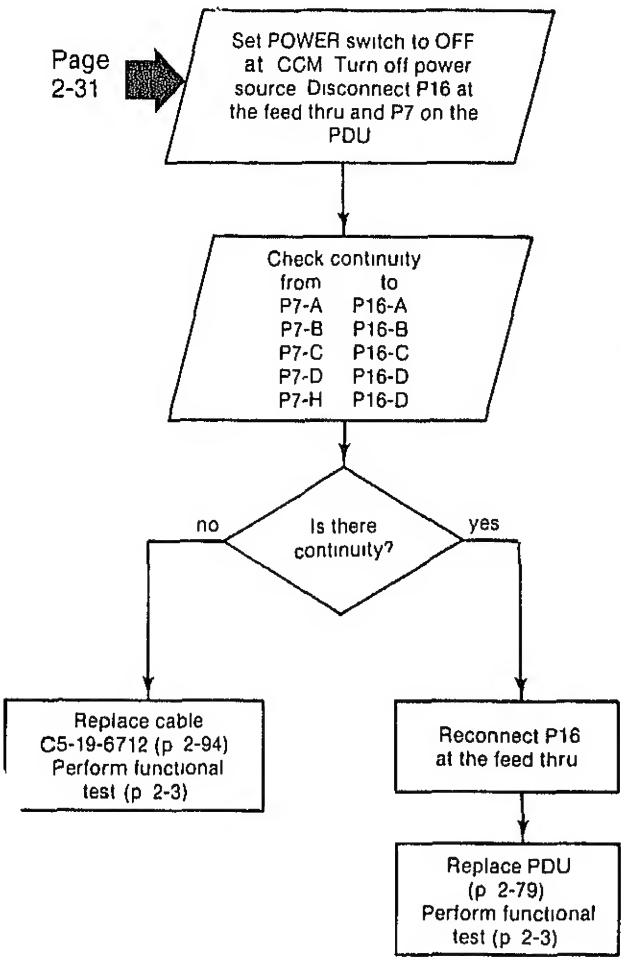 Page
2-31
Set POWER switch to OFF
at CCM Turn off power
source Disconnect P16 at
the feed thru and P7 on the
PDU
Check continuity
from to
P7-A P16-A
P7-B P16-B
P7-C P16-C
P7-D P16-D
P7-H P16-D
Is there
continuity?
no
yes
Replace cable
C5-19-6712 (p 2-94)
Perform functional
test (p 2-3)
Reconnect P16
at the feed thru
Replace PDU
(p 2-79)
Perform functional
test (p 2-3)